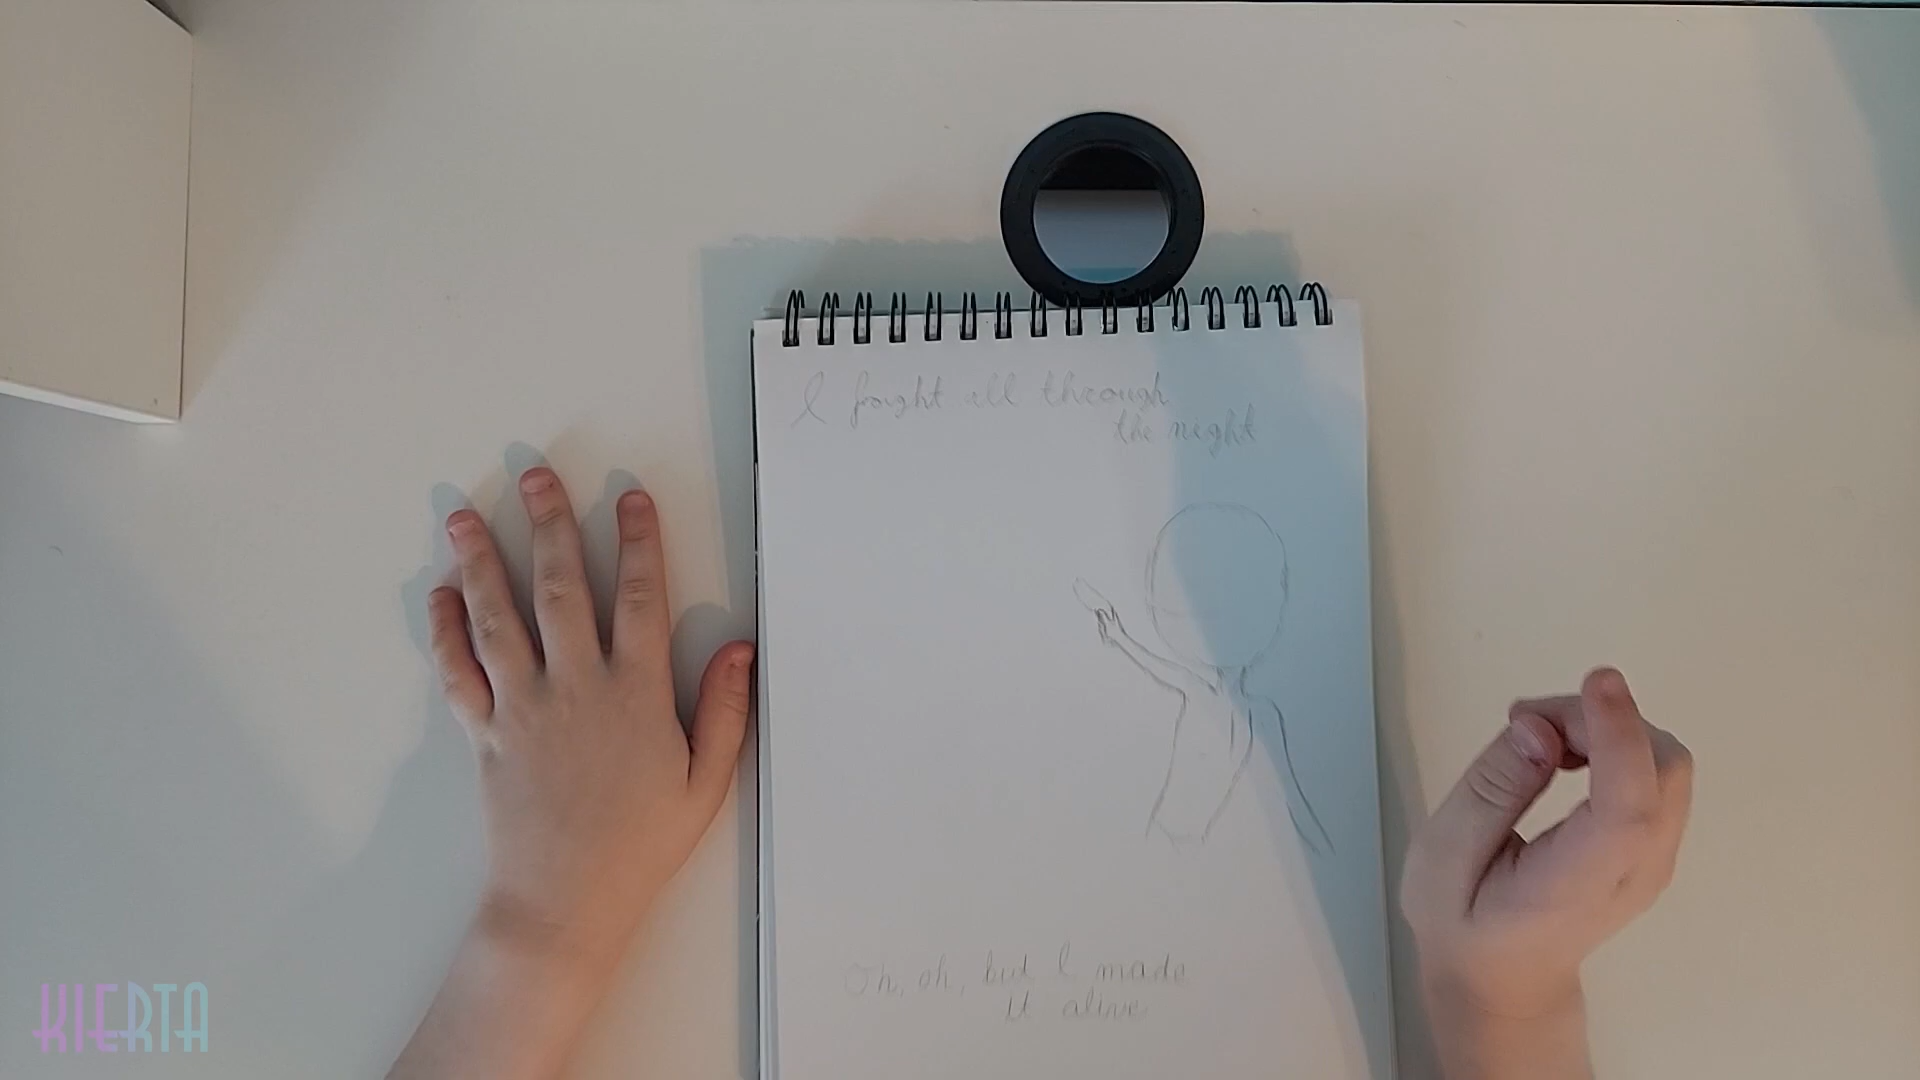 I fought all through
the night
Oh, oh, but I made
it alive
KIERTA